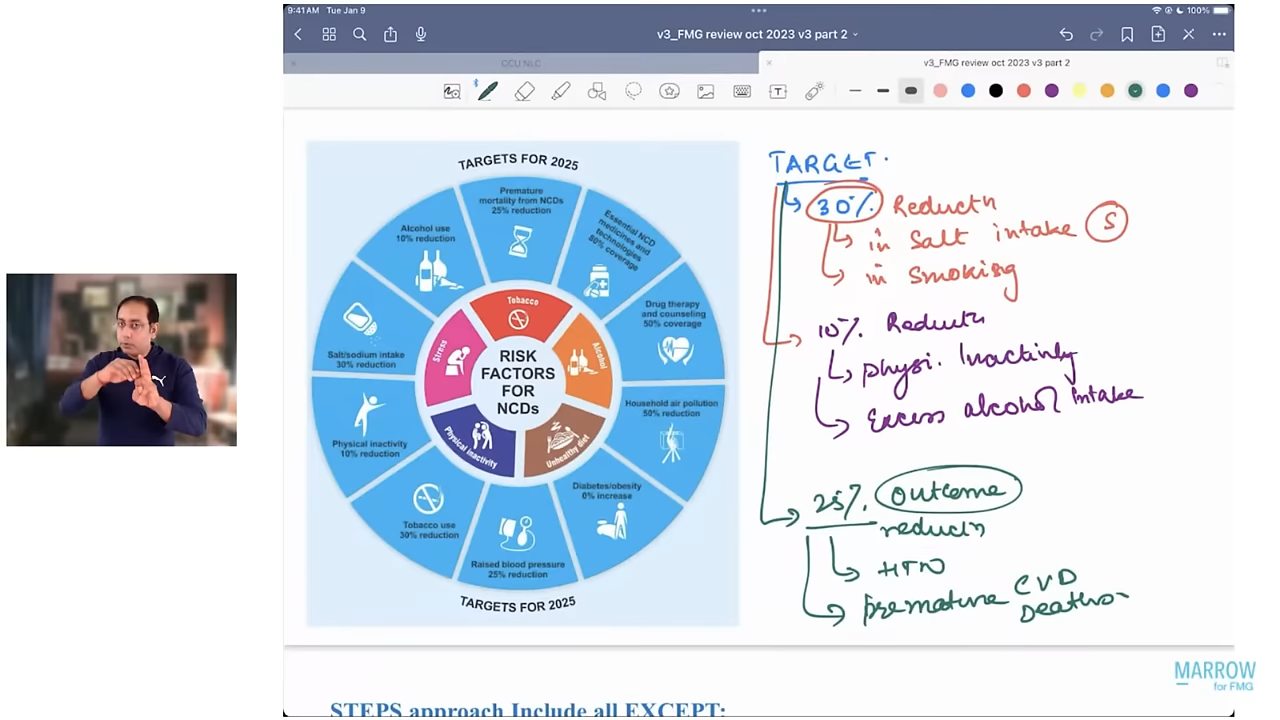 9:41 AM Tue Jan 9
100%
v3_FMG review oct 2023 v3 part 2
CCU NLC
v3_FMG review oct 2023 v3 part 2
TARGETS FOR 2025
Premature
mortality from NCDs
25% reduction
Essential NCD
medicines and
technologies
80% coverage
Drug therapy
and counseling
50% coverage
Household air pollution
50% reduction
Diabetes/obesity
0% increase
Raised blood pressure
25% reduction
Tobacco use
30% reduction
Physical inactivity
10% reduction
Salt/sodium intake
30% reduction
Alcohol use
10% reduction
Tobacco
Alcohol
Unhealthy diet
Physical inactivity
Stress
RISK
FACTORS
FOR
NCDs
TARGETS FOR 2025
TARGET.
30% Reductn
in Salt intake S
in Smoking
10% Reductn
physi. Inactivity
Excess alcohol intake
25% outcome
reductn
HTN
premature CVD
Deaths
MARROW
for FMG
STEPS approach Include all EXCEPT: